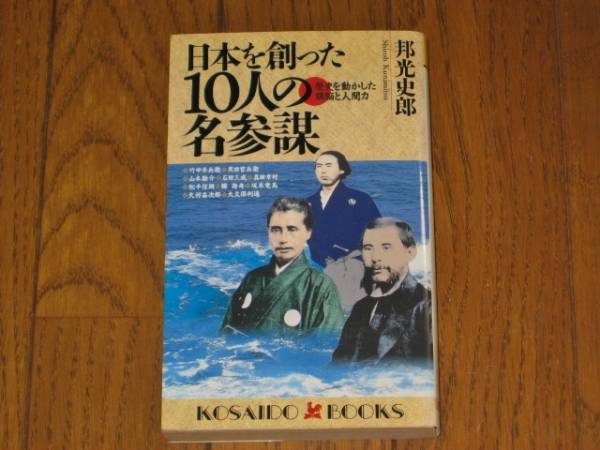 日本を創った
10人の
名参謀
歴史を動かした
頭脳と人間力
邦光史郎
Shiroh Kunimitsu
◇竹中半兵衛◇黒田官兵衛
◇山本勘介◇石田三成◇真田幸村
◇松平信綱◇勝 海舟◇坂本竜馬
◇大村益次郎◇大久保利通
KOSAIDO BOOKS